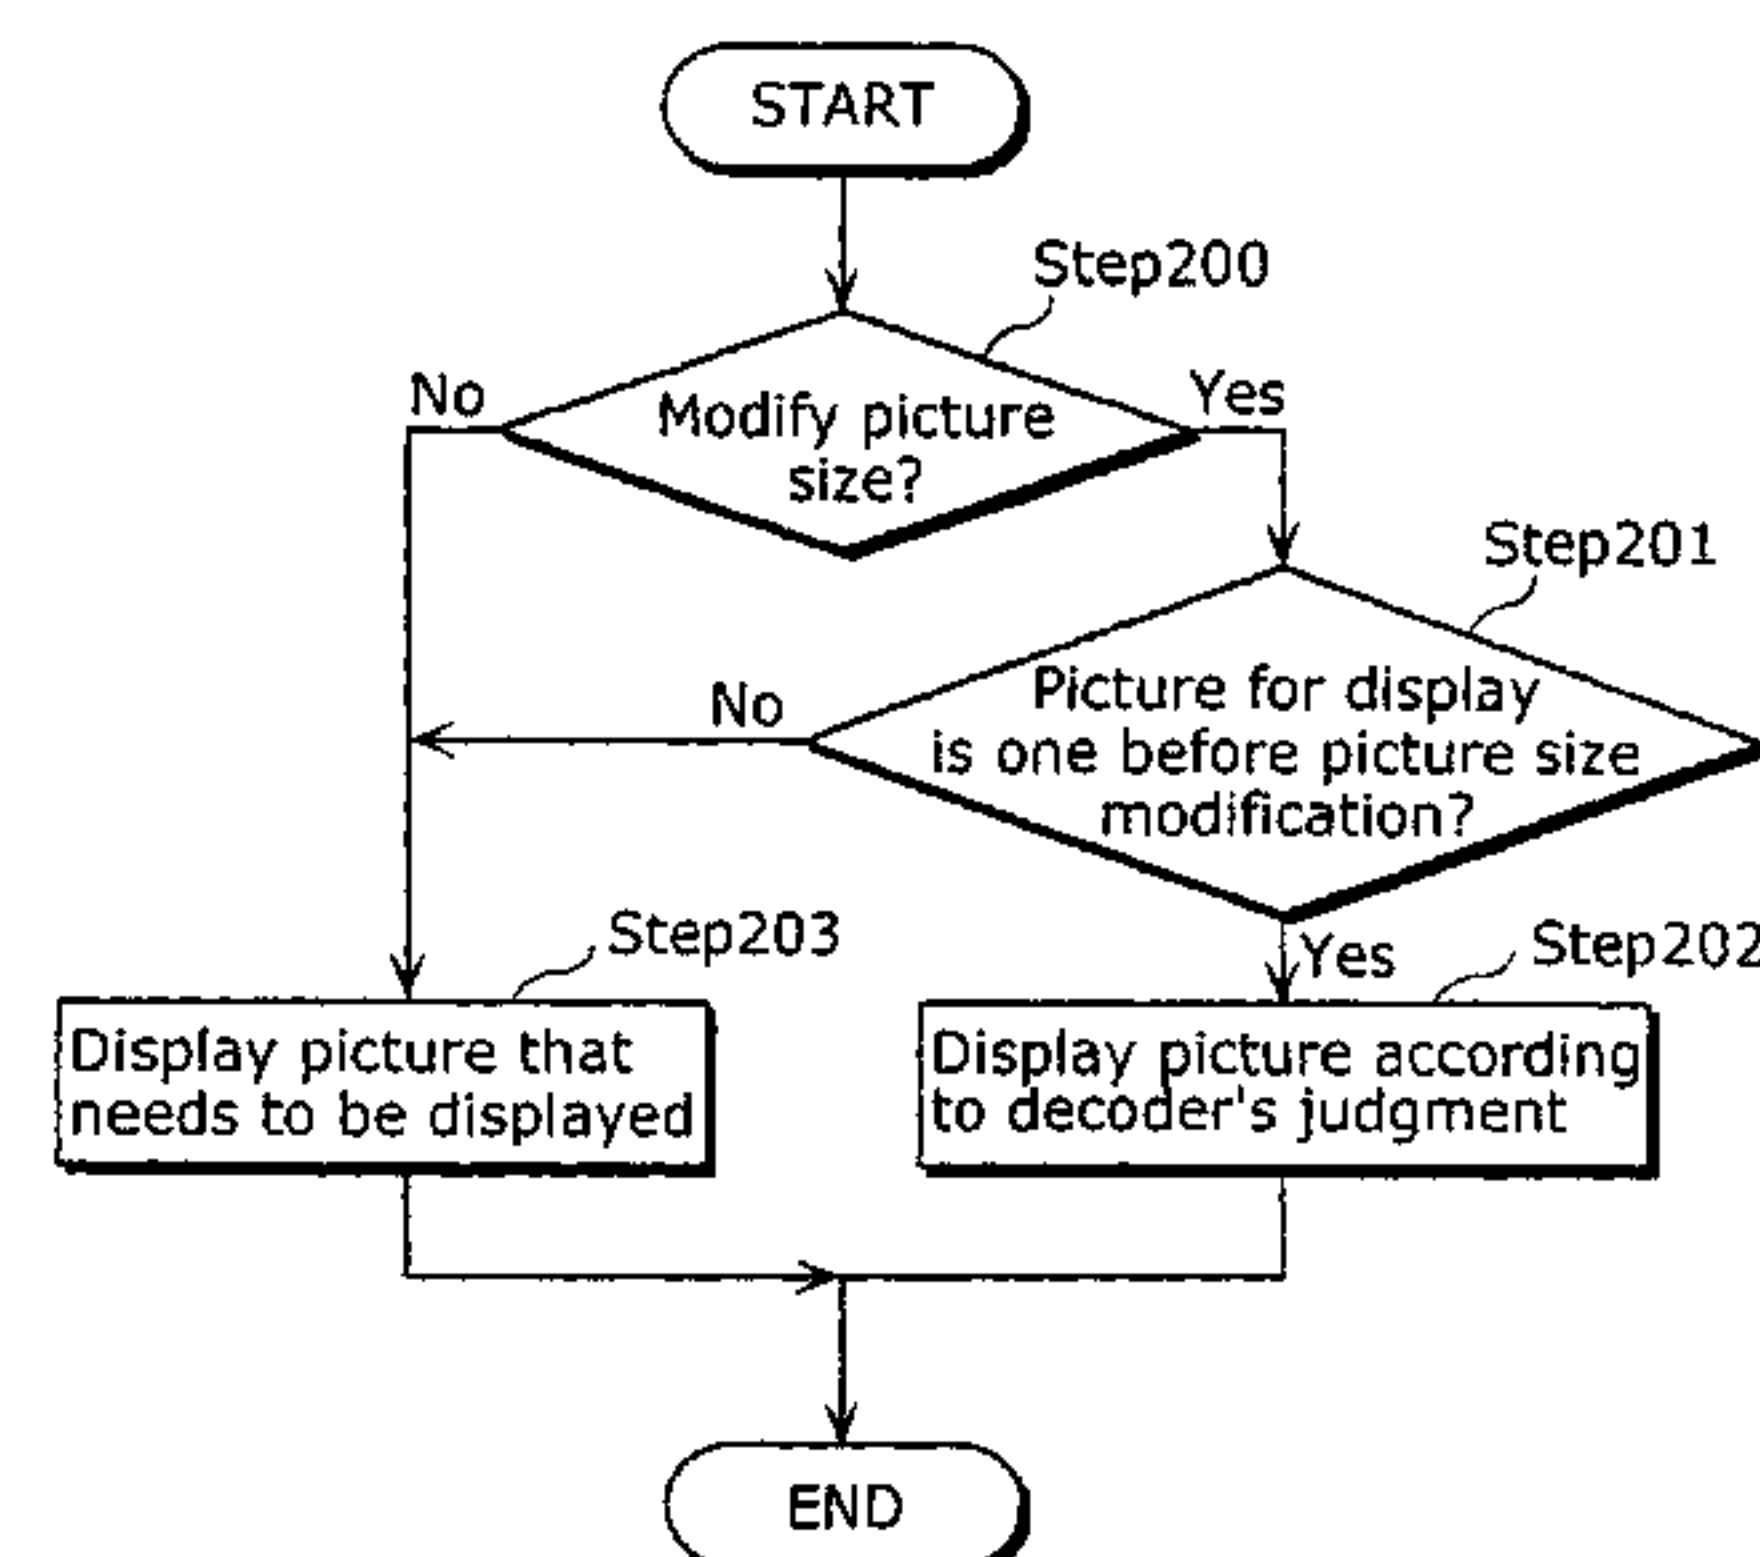 START
Step200
No
Yes
Modify picture
size?
Step201
No
Picture for display
is one before picture size
modification?
Step203
Yes
Step202
Display picture that
needs to be displayed
Display picture according
to decoder's judgment
END